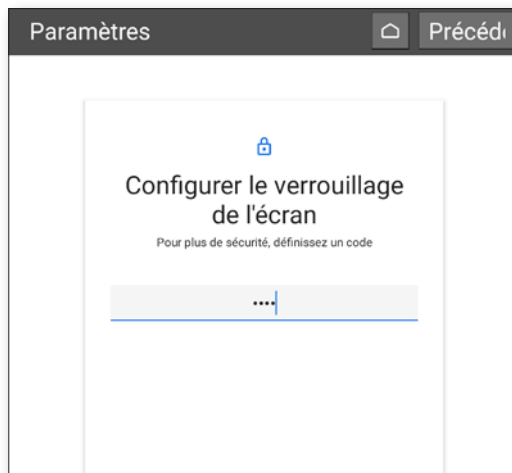 Paramètres
Précéd
Configurer le verrouillage
de l'écran
Pour plus de sécurité, définissez un code
••••